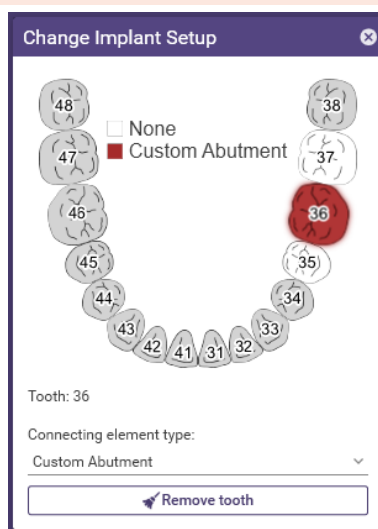 Change Implant Setup
48 38
None
47 37
Custom Abutment
46 36
45 35
44 34
43 33
42 41 31 32
Tooth: 36
Connecting element type:
Custom Abutment
Remove tooth